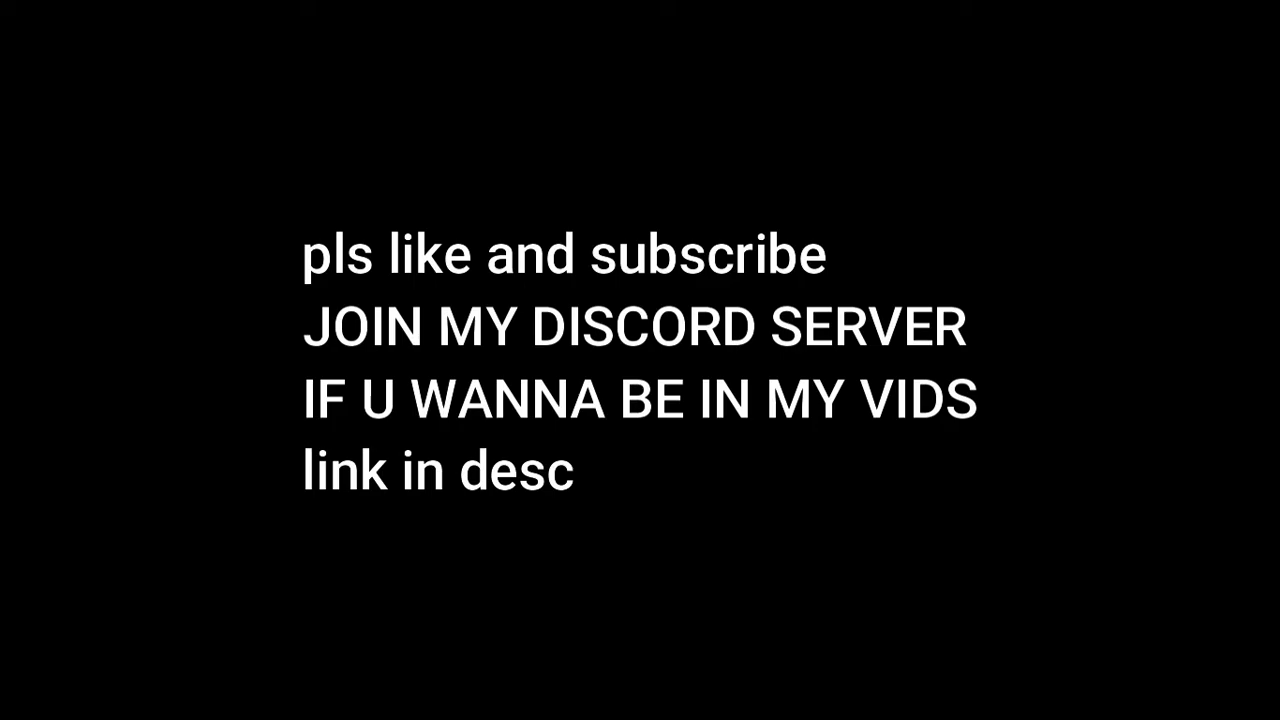 pls like and subscribe
JOIN MY DISCORD SERVER
IF U WANNA BE IN MY VIDS
link in desc